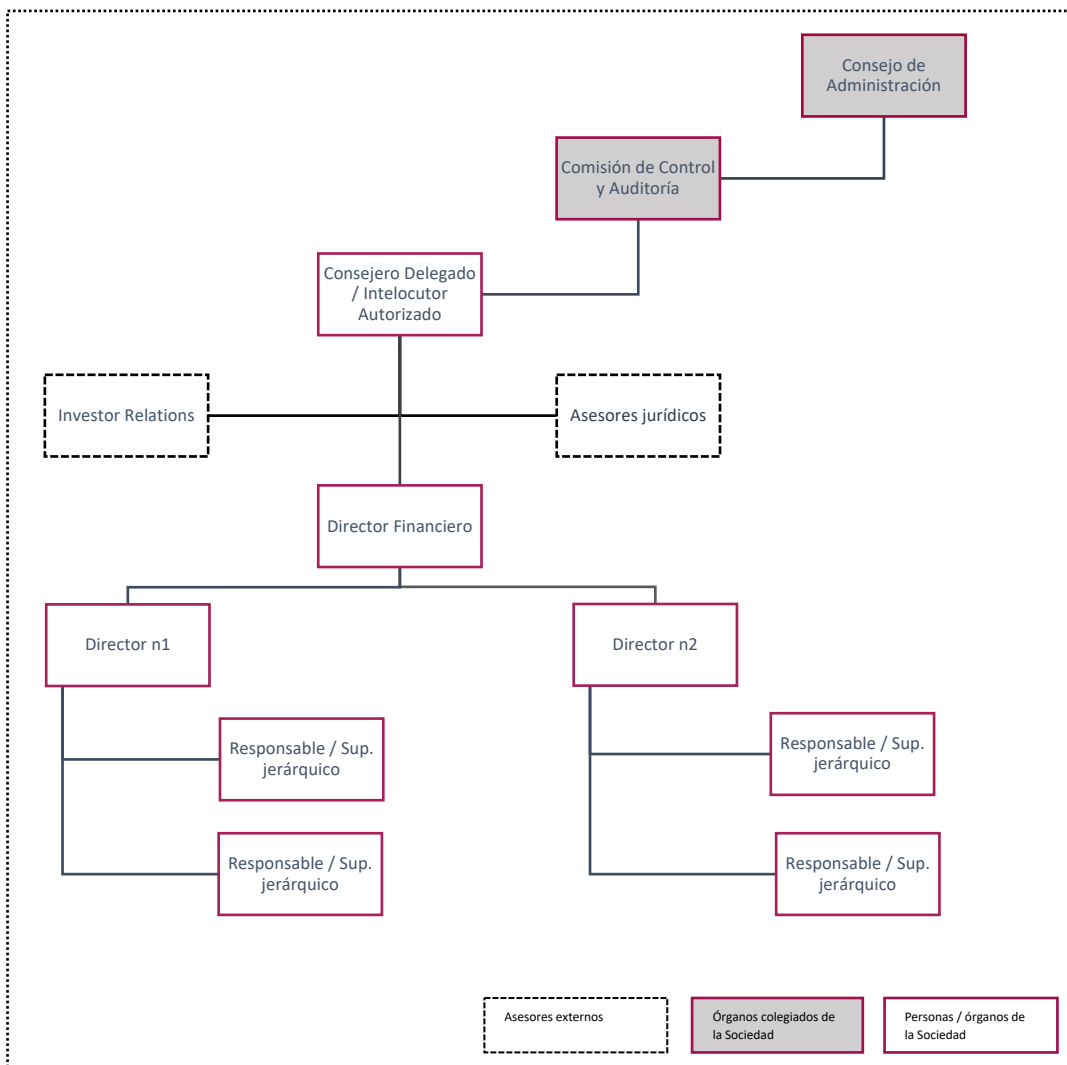 Consejo de
Administración
Comisión de Control
y Auditoría
Consejero Delegado
/ Intelocutor
Autorizado
Investor Relations
Asesores jurídicos
Director Financiero
Director n1
Director n2
Responsable / Sup.
jerárquico
Responsable / Sup.
jerárquico
Responsable / Sup.
jerárquico
Responsable / Sup.
jerárquico
Asesores externos
Órganos colegiados de
la Sociedad
Personas / órganos de
la Sociedad